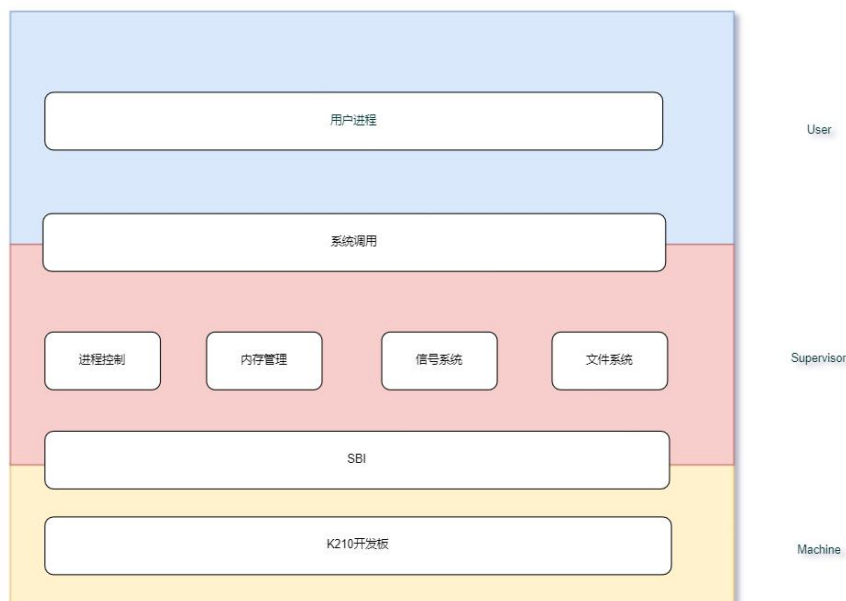 用户进程
User
系统调用
进程控制
内存管理
信号系统
文件系统
Supervisor
SBI
K210开发板
Machine